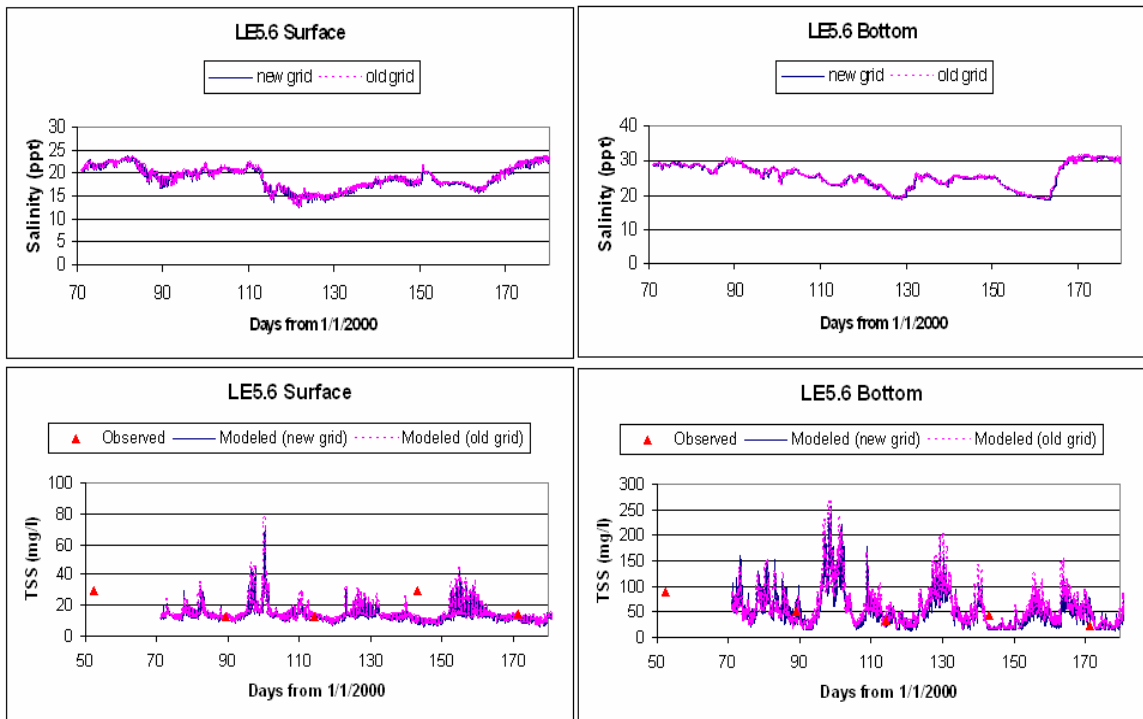 LE5.6 Surface
new grid old grid
Salinity (ppt)
30
25
20
15
10
5
0
70 90 110 130 150 170
Days from 1/1/2000
LE5.6 Bottom
new grid old grid
Salinity (ppt)
40
30
20
10
0
70 90 110 130 150 170
Days from 1/1/2000
LE5.6 Surface
Observed Modeled (new grid) Modeled (old grid)
TSS (mg/l)
100
80
60
40
20
0
50 70 90 110 130 150 170
Days from 1/1/2000
LE5.6 Bottom
Observed Modeled (new grid) Modeled (old grid)
TSS (mg/l)
300
250
200
150
100
50
0
50 70 90 110 130 150 170
Days from 1/1/2000